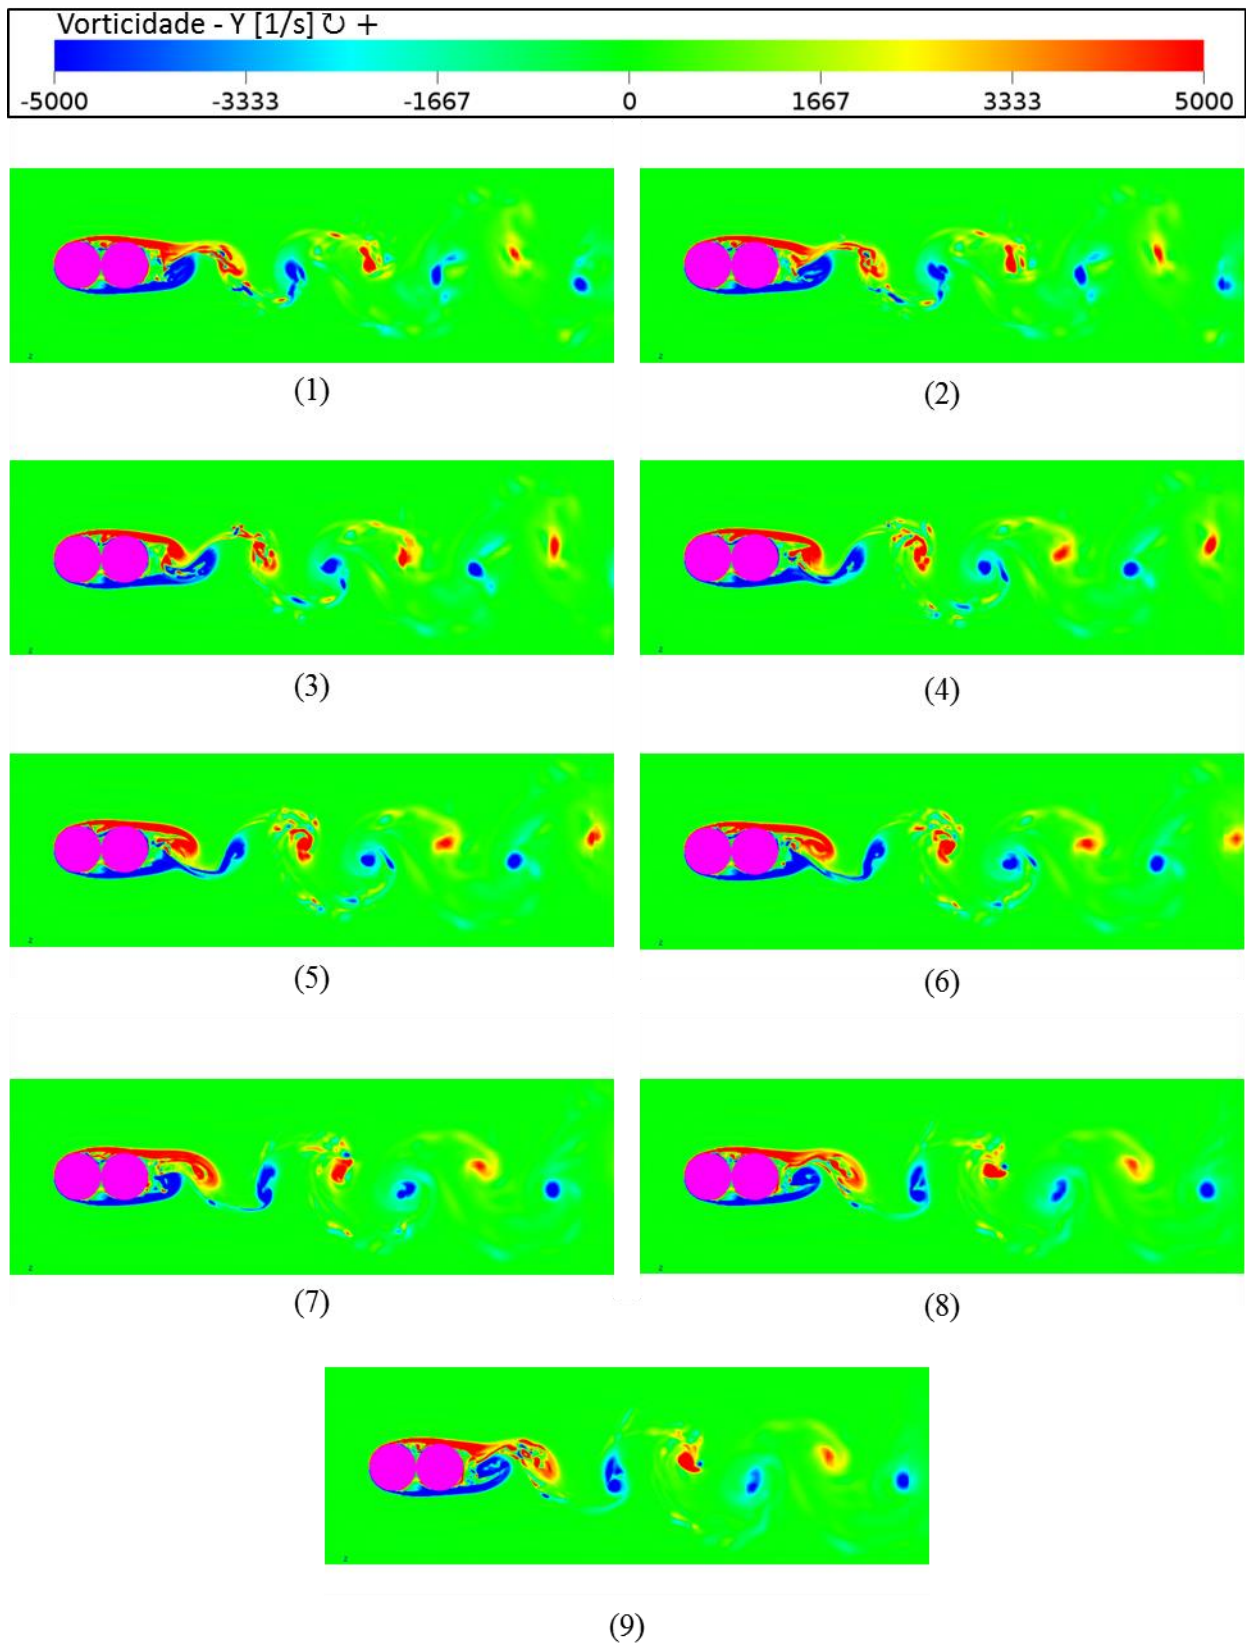 Vorticidade - Y [1/s] ↻ +
-5000 -3333 -1667 0 1667 3333 5000
(1) (2)
(3) (4)
(5) (6)
(7) (8)
(9)